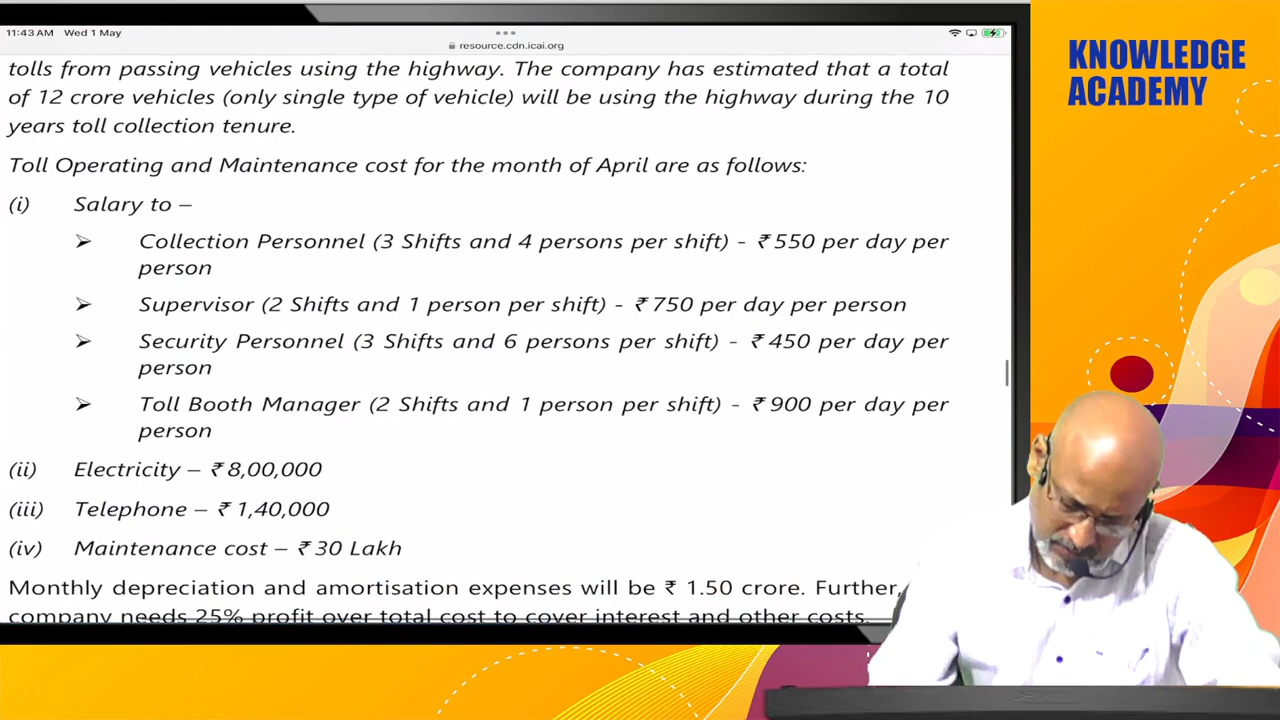 11:43 AM Wed 1 May
resource.cdn.icai.org
KNOWLEDGE
ACADEMY
tolls from passing vehicles using the highway. The company has estimated that a total
of 12 crore vehicles (only single type of vehicle) will be using the highway during the 10
years toll collection tenure.
Toll Operating and Maintenance cost for the month of April are as follows:
(i) Salary to –
➢ Collection Personnel (3 Shifts and 4 persons per shift) - ₹ 550 per day per
person
➢ Supervisor (2 Shifts and 1 person per shift) - ₹ 750 per day per person
➢ Security Personnel (3 Shifts and 6 persons per shift) - ₹ 450 per day per
person
➢ Toll Booth Manager (2 Shifts and 1 person per shift) - ₹ 900 per day per
person
(ii) Electricity – ₹ 8,00,000
(iii) Telephone – ₹ 1,40,000
(iv) Maintenance cost – ₹ 30 Lakh
Monthly depreciation and amortisation expenses will be ₹ 1.50 crore. Further,
company needs 25% profit over total cost to cover interest and other costs.